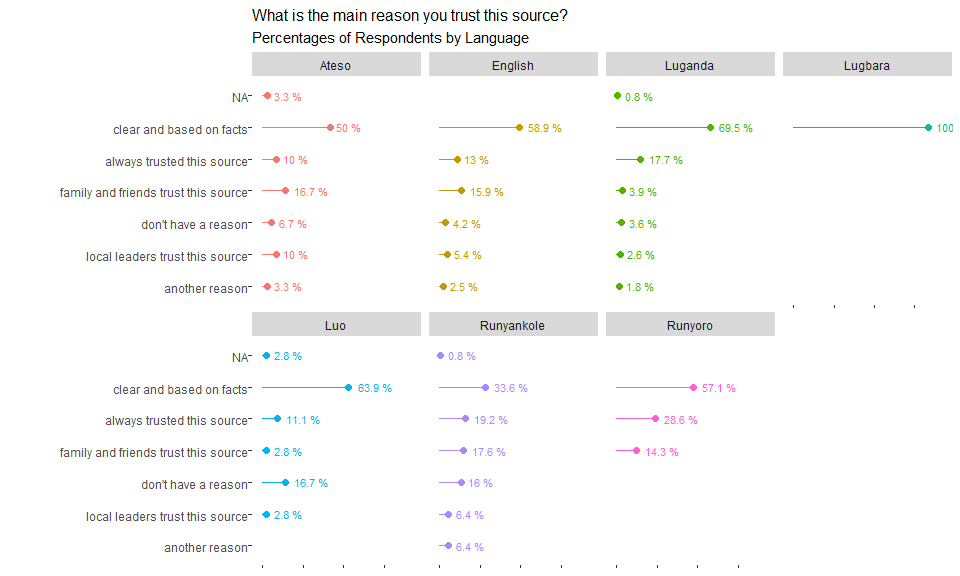 What is the main reason you trust this source?
Percentages of Respondents by Language
Ateso English Luganda Lugbara
NA 3.3 % 0.8 %
clear and based on facts 50 % 58.9 % 69.5 % 100
always trusted this source 10 % 13 % 17.7 %
family and friends trust this source 16.7 % 15.9 % 3.9 %
don't have a reason 6.7 % 4.2 % 3.6 %
local leaders trust this source 10 % 5.4 % 2.6 %
another reason 3.3 % 2.5 % 1.8 %
Luo Runyankole Runyoro
NA 2.8 % 0.8 %
clear and based on facts 63.9 % 33.6 % 57.1 %
always trusted this source 11.1 % 19.2 % 28.6 %
family and friends trust this source 2.8 % 17.6 % 14.3 %
don't have a reason 16.7 % 16 %
local leaders trust this source 2.8 % 6.4 %
another reason 6.4 %